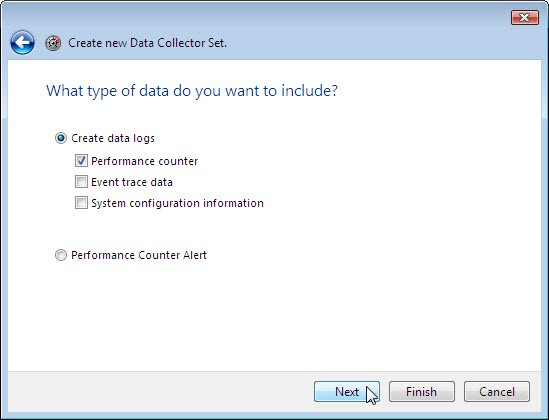 Create new Data Collector Set.
What type of data do you want to include?
Create data logs
Performance counter
Event trace data
System configuration information
Performance Counter Alert
Next
Finish
Cancel